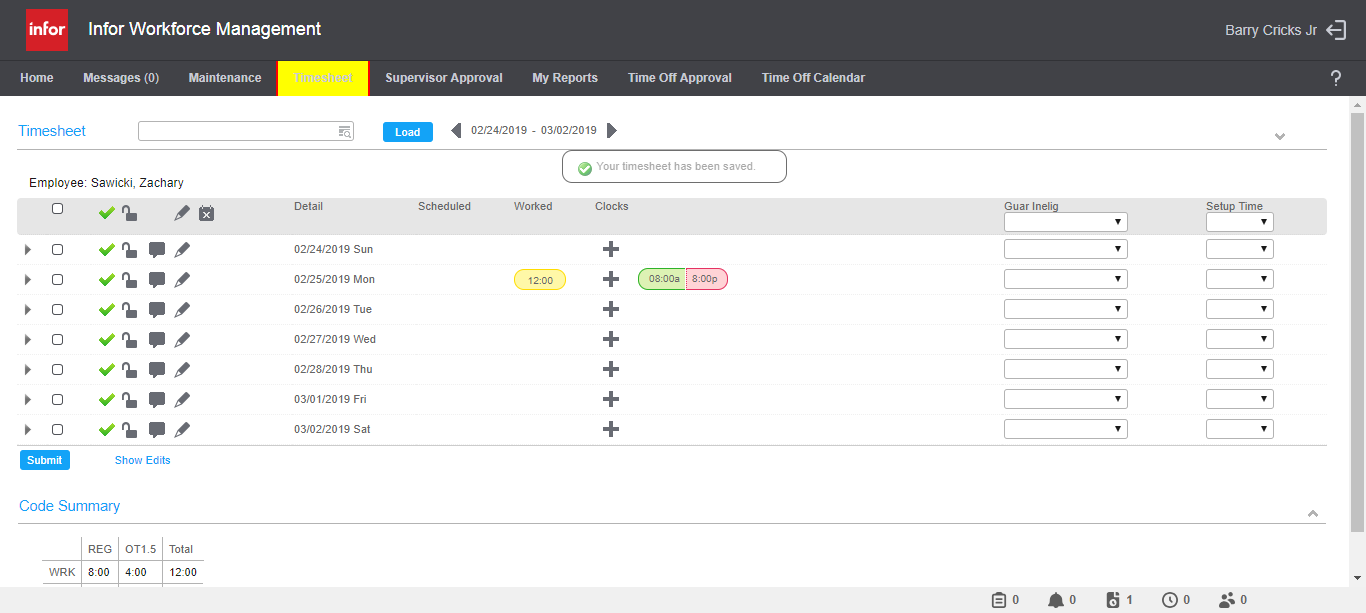 infor Infor Workforce Management Barry Cricks Jr
Home Messages (0) Maintenance Timesheet Supervisor Approval My Reports Time Off Approval Time Off Calendar ?
Timesheet Load 02/24/2019 - 03/02/2019
Your timesheet has been saved.
Employee: Sawicki, Zachary
Detail Scheduled Worked Clocks Guar Inelig Setup Time
02/24/2019 Sun
02/25/2019 Mon 12:00 08:00a 8:00p
02/26/2019 Tue
02/27/2019 Wed
02/28/2019 Thu
03/01/2019 Fri
03/02/2019 Sat
Submit Show Edits
Code Summary
REG OT1.5 Total
WRK 8:00 4:00 12:00
0 0 1 0 0